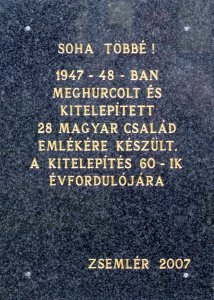 SOHA TÖBBÉ!
1947 - 48 - BAN
MEGHURCOLT ÉS
KITELEPÍTETT
28 MAGYAR CSALÁD
EMLÉKÉRE KÉSZÜLT.
A KITELEPÍTÉS 60 - IK
ÉVFORDULÓJÁRA
ZSEMLÉR 2007